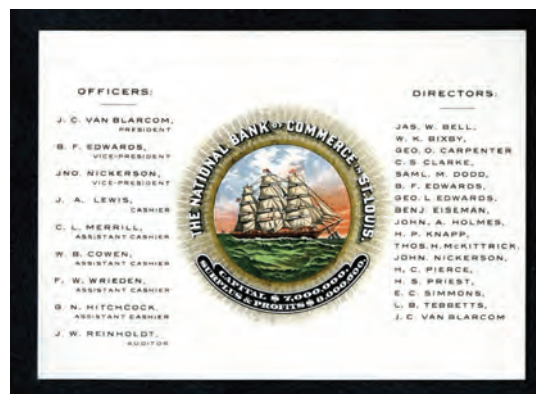 OFFICERS:
J. C. VAN BLARCOM,
PRESIDENT
B. F. EDWARDS,
VICE-PRESIDENT
JNO. NICKERSON,
VICE-PRESIDENT
J. A. LEWIS,
CASHIER
C. L. MERRILL,
ASSISTANT CASHIER
W. B. COWEN,
ASSISTANT CASHIER
F. W. WRIEDEN,
ASSISTANT CASHIER
G. N. HITCHCOCK,
ASSISTANT CASHIER
J. W. REINHOLDT,
AUDITOR
THE NATIONAL BANK OF COMMERCE IN ST. LOUIS.
CAPITAL $ 7,000,000.
SURPLUS & PROFITS $ 8,000,000.
DIRECTORS:
JAS. W. BELL,
W. K. BIXBY,
GEO. O. CARPENTER
C. S. CLARKE,
SAML. M. DODD,
B. F. EDWARDS,
GEO. L. EDWARDS,
BENJ. EISEMAN,
JOHN. A. HOLMES,
H. P. KNAPP,
THOS. H. McKITTRICK,
JOHN. NICKERSON,
H. C. PIERCE,
H. S. PRIEST,
E. C. SIMMONS,
L. B. TEBBETTS,
J. C. VAN BLARCOM